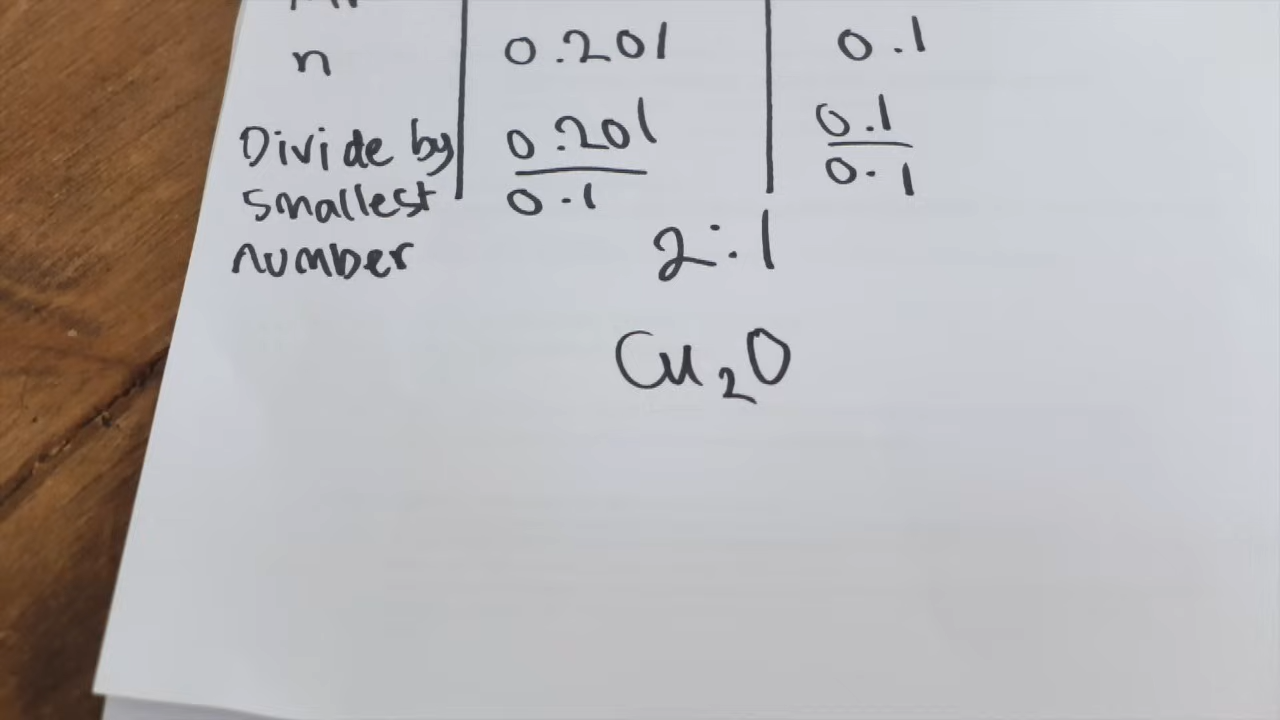 n 0.201 0.1
Divide by 0.201/0.1 0.1/0.1
smallest
number 2:1
Cu₂O